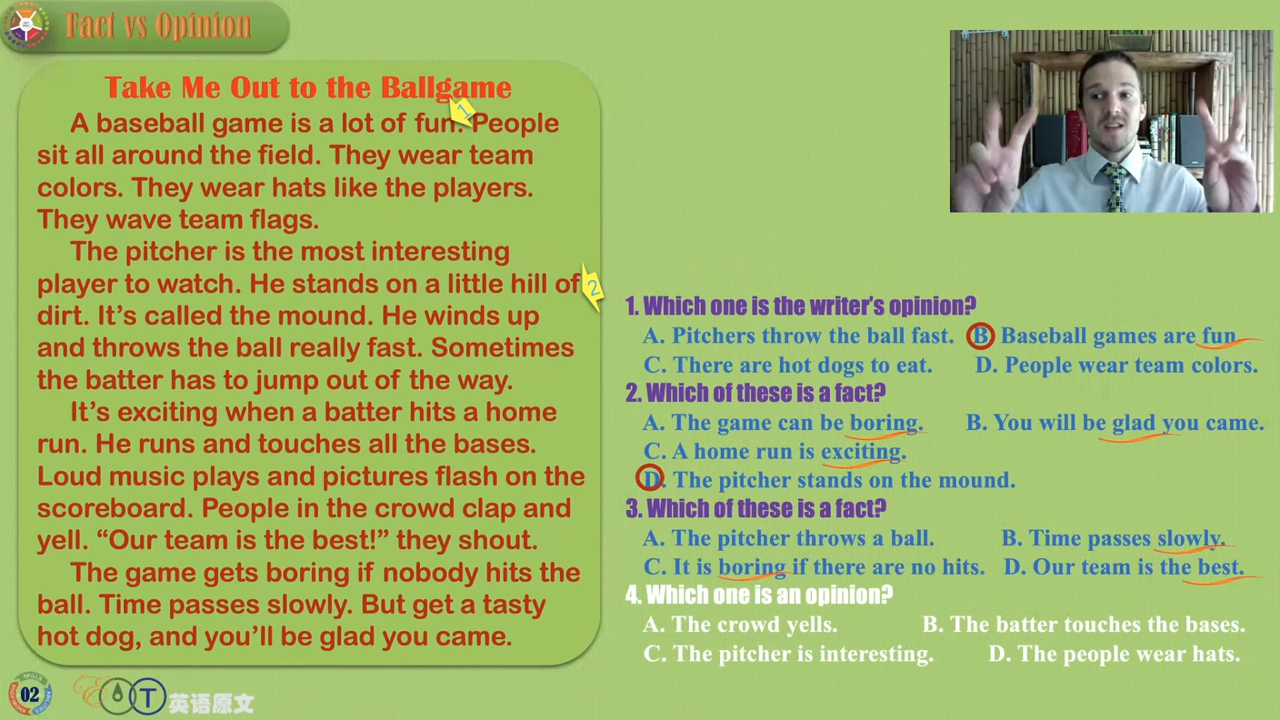 Fact vs Opinion
Take Me Out to the Ballgame
A baseball game is a lot of fun. People
sit all around the field. They wear team
colors. They wear hats like the players.
They wave team flags.
The pitcher is the most interesting
player to watch. He stands on a little hill of
dirt. It's called the mound. He winds up
and throws the ball really fast. Sometimes
the batter has to jump out of the way.
It's exciting when a batter hits a home
run. He runs and touches all the bases.
Loud music plays and pictures flash on the
scoreboard. People in the crowd clap and
yell. “Our team is the best!” they shout.
The game gets boring if nobody hits the
ball. Time passes slowly. But get a tasty
hot dog, and you'll be glad you came.
1
2
1. Which one is the writer's opinion?
A. Pitchers throw the ball fast. B. Baseball games are fun.
C. There are hot dogs to eat. D. People wear team colors.
2. Which of these is a fact?
A. The game can be boring. B. You will be glad you came.
C. A home run is exciting.
D. The pitcher stands on the mound.
3. Which of these is a fact?
A. The pitcher throws a ball. B. Time passes slowly.
C. It is boring if there are no hits. D. Our team is the best.
4. Which one is an opinion?
A. The crowd yells. B. The batter touches the bases.
C. The pitcher is interesting. D. The people wear hats.
02
T
英语原文